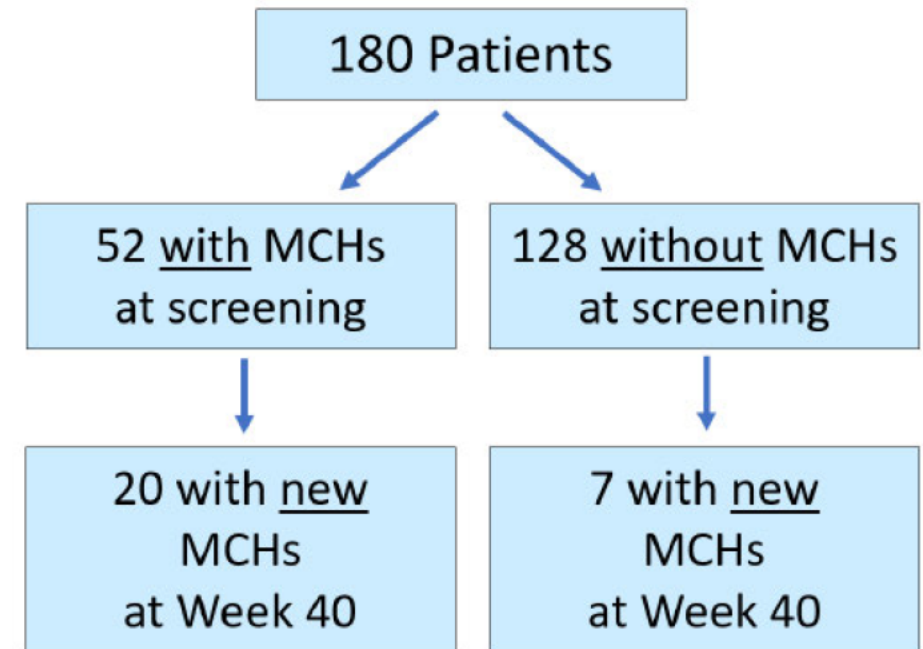 180 Patients
52 with MCHs
at screening
128 without MCHs
at screening
20 with new
MCHs
at Week 40
7 with new
MCHs
at Week 40